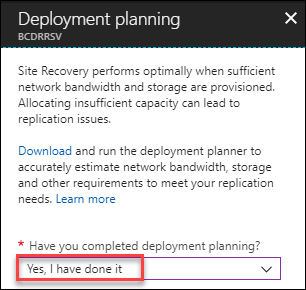 Deployment planning
BCDRRSV
Site Recovery performs optimally when sufficient
network bandwidth and storage are provisioned.
Allocating insufficient capacity can lead to
replication issues.
Download and run the deployment planner to
accurately estimate network bandwidth, storage
and other requirements to meet your replication
needs. Learn more
* Have you completed deployment planning?
Yes, I have done it